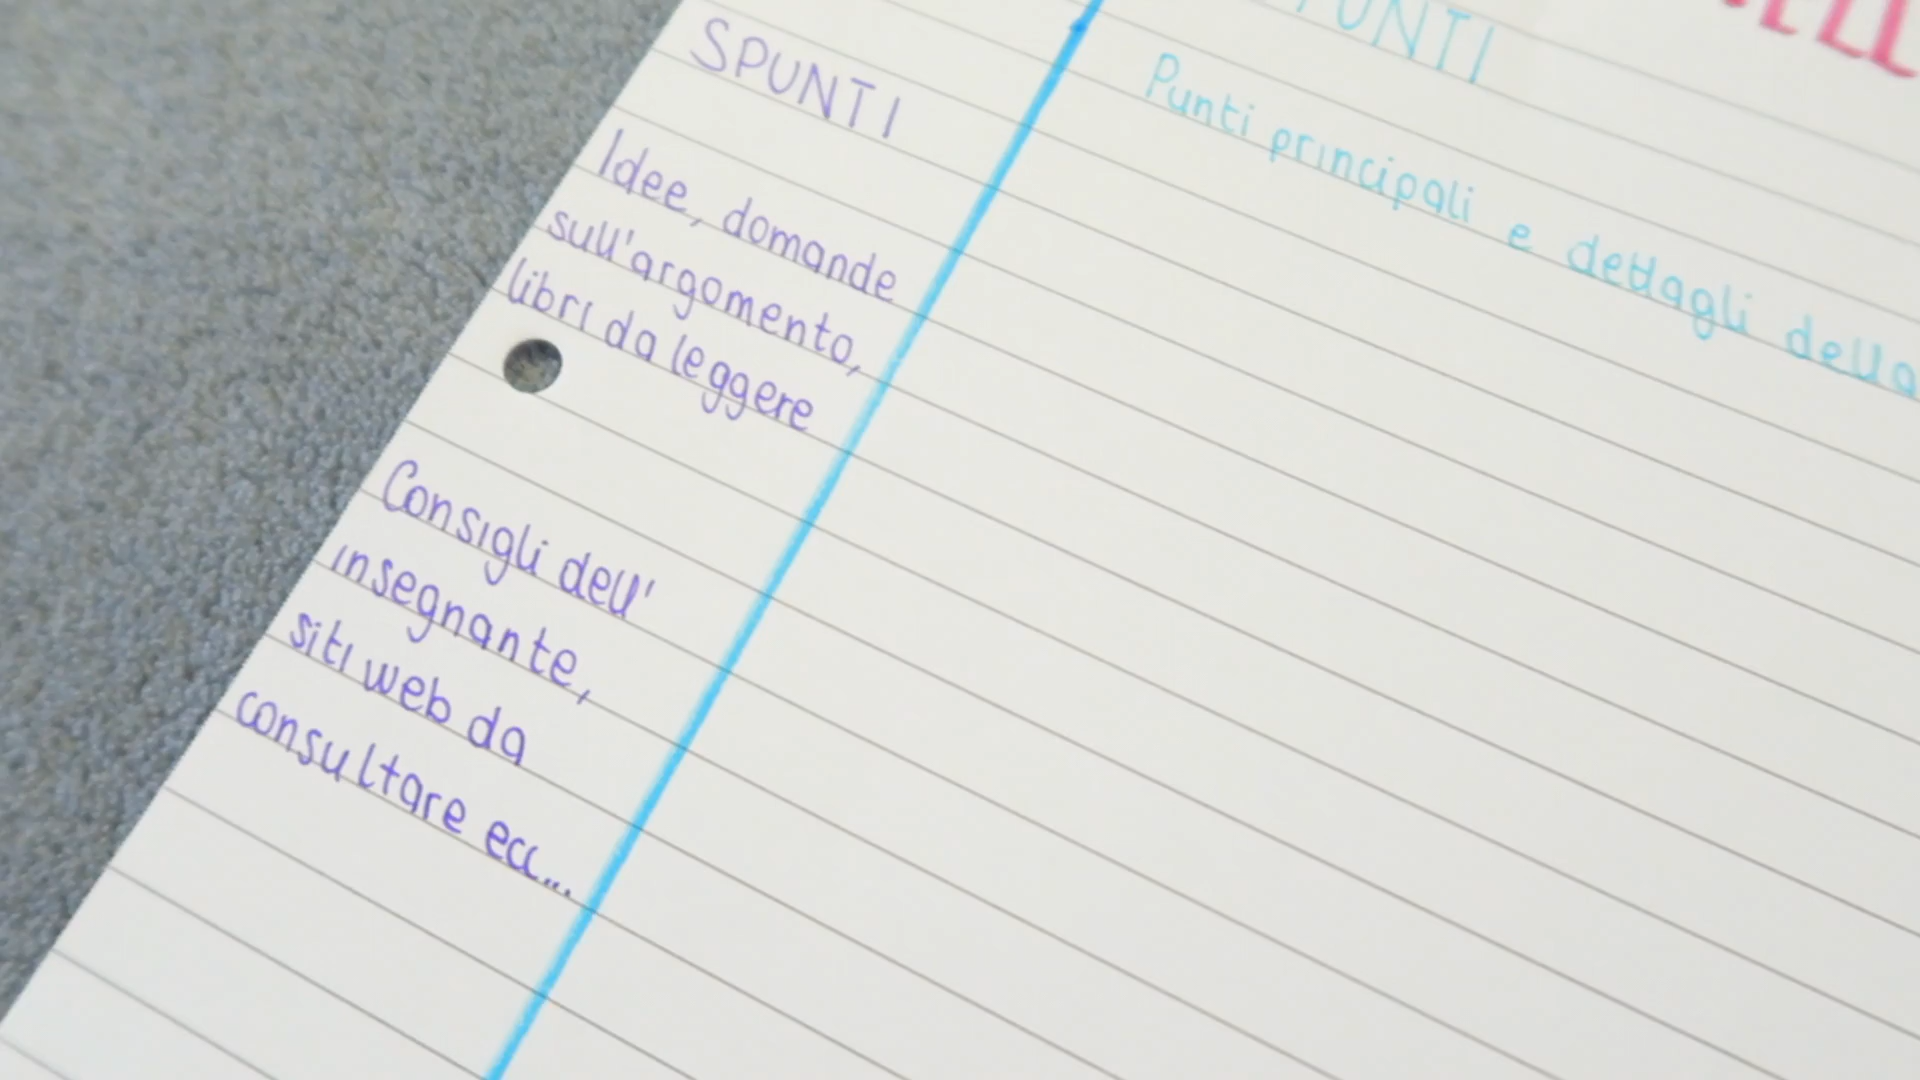 SPUNTI
Idee, domande
sull'argomento,
libri da leggere
Consigli dell'
insegnante,
siti web da
consultare ecc...
PUNTI
Punti principali e dettagli della